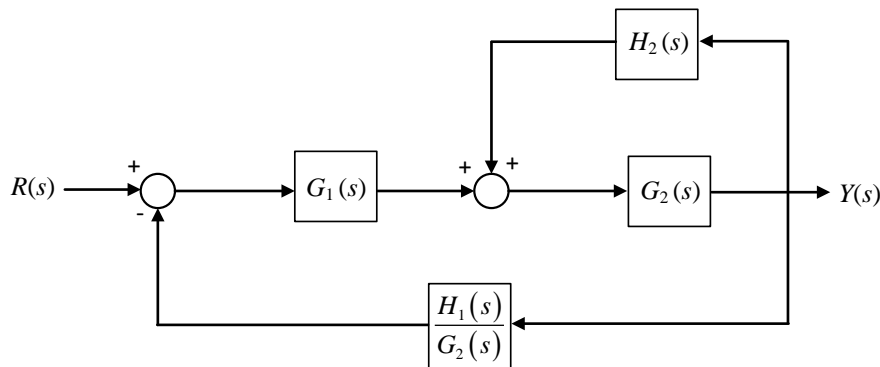 H₂(s)
+
+
+
R(s)
G₁(s)
G₂(s)
Y(s)
-
H₁(s)
G₂(s)